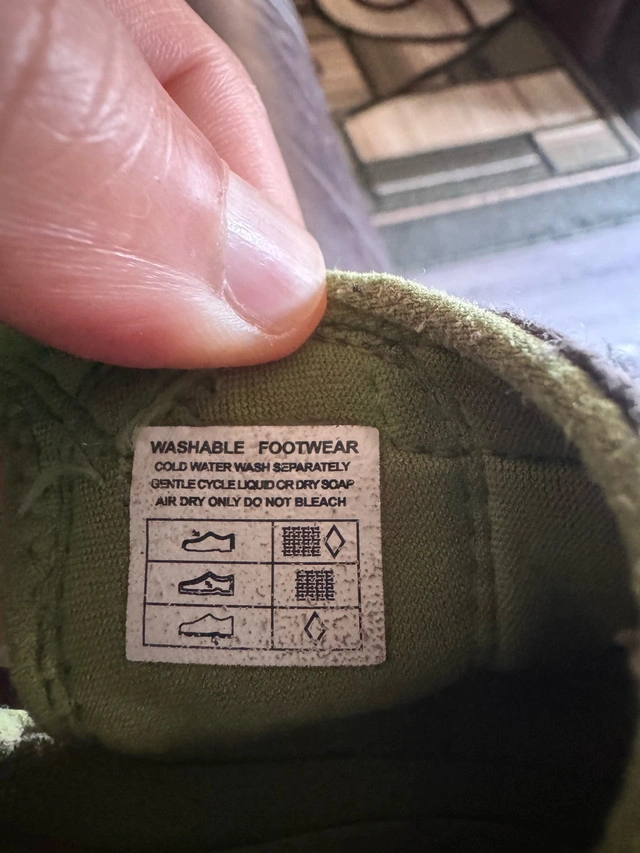 WASHABLE FOOTWEAR
COLD WATER WASH SEPARATELY
GENTLE CYCLE LIQUID OR DRY SOAP
AIR DRY ONLY DO NOT BLEACH